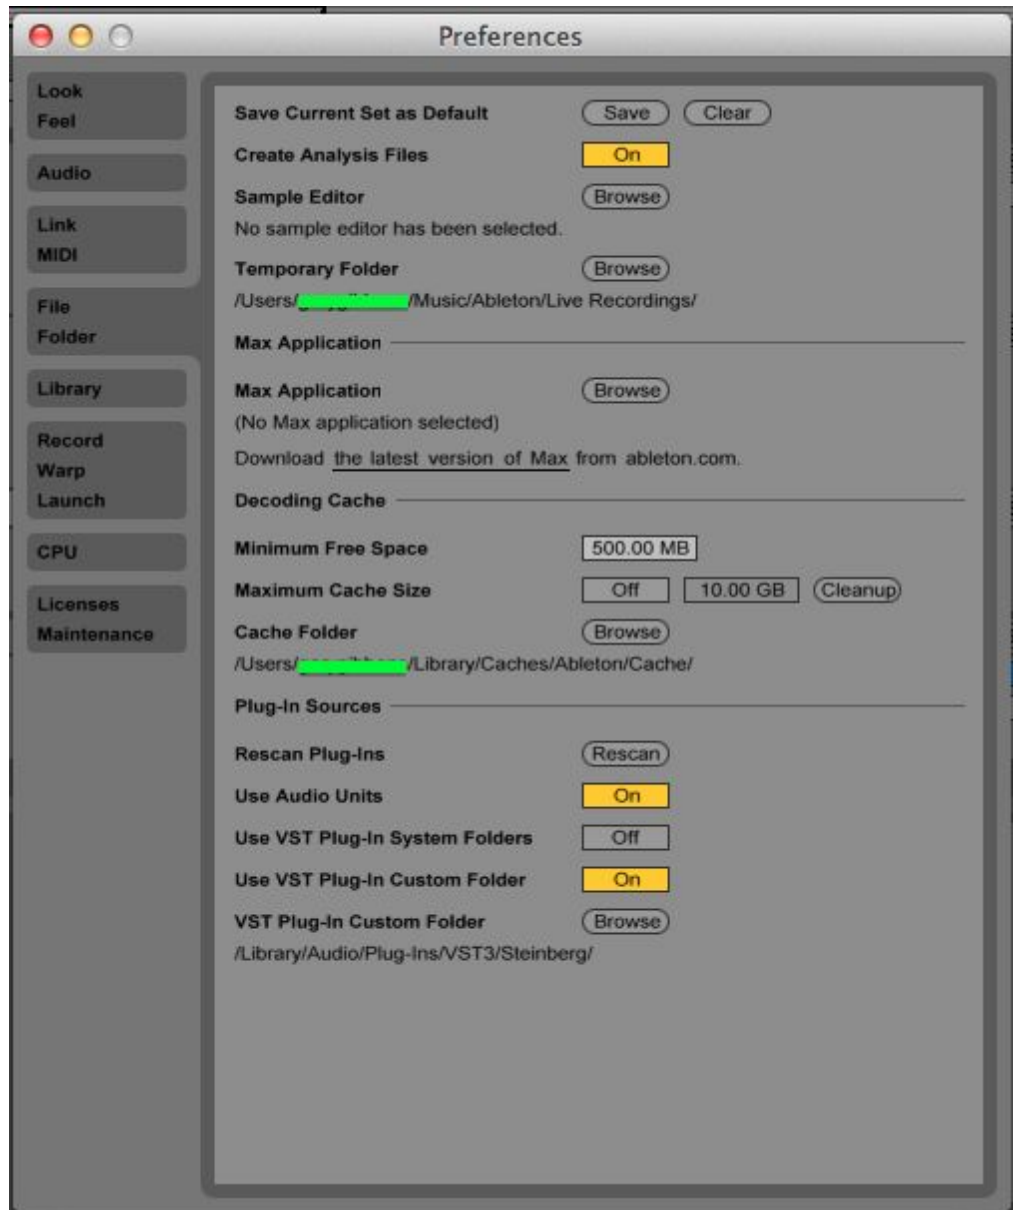 Preferences
Look
Feel
Audio
Link
MIDI
File
Folder
Library
Record
Warp
Launch
CPU
Licenses
Maintenance
Save Current Set as Default Save Clear
Create Analysis Files On
Sample Editor Browse
No sample editor has been selected.
Temporary Folder Browse
/Users/ /Music/Ableton/Live Recordings/
Max Application
Max Application Browse
(No Max application selected)
Download the latest version of Max from ableton.com.
Decoding Cache
Minimum Free Space 500.00 MB
Maximum Cache Size Off 10.00 GB Cleanup
Cache Folder Browse
/Users/ /Library/Caches/Ableton/Cache/
Plug-In Sources
Rescan Plug-Ins Rescan
Use Audio Units On
Use VST Plug-In System Folders Off
Use VST Plug-In Custom Folder On
VST Plug-In Custom Folder Browse
/Library/Audio/Plug-Ins/VST3/Steinberg/